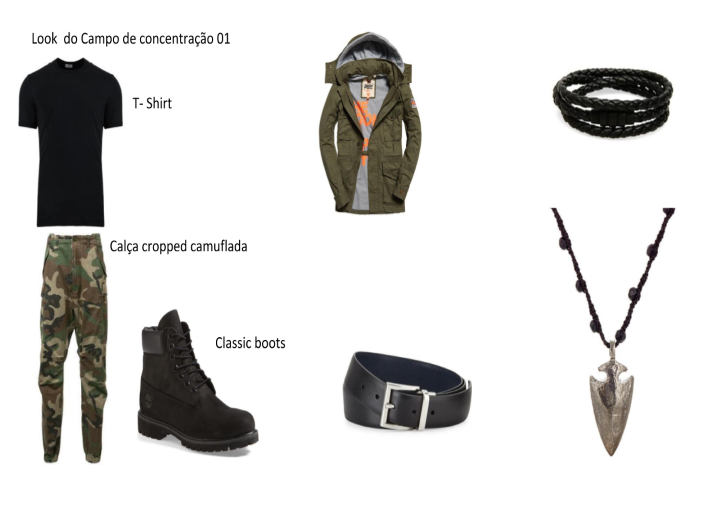 Look  do Campo de concentração 01
T- Shirt
Calça cropped camuflada
Classic boots